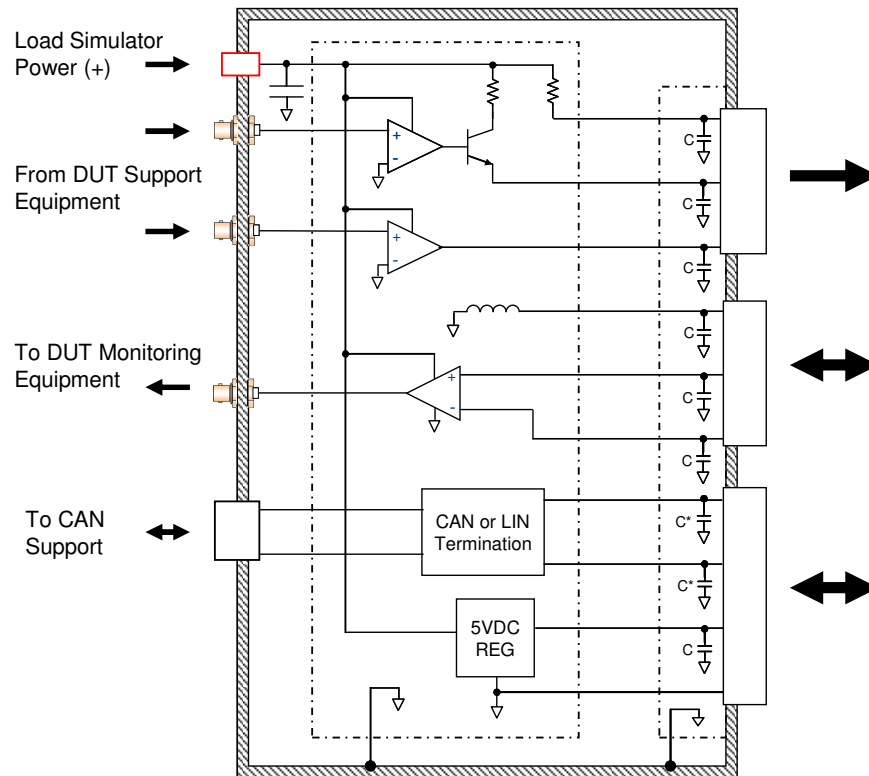 Load Simulator
Power (+)
+
-
C
From DUT Support
Equipment
C
+
-
C
To DUT Monitoring
Equipment
C
+
-
C
C
To CAN
Support
CAN or LIN
Termination
C*
C*
5VDC
REG
C